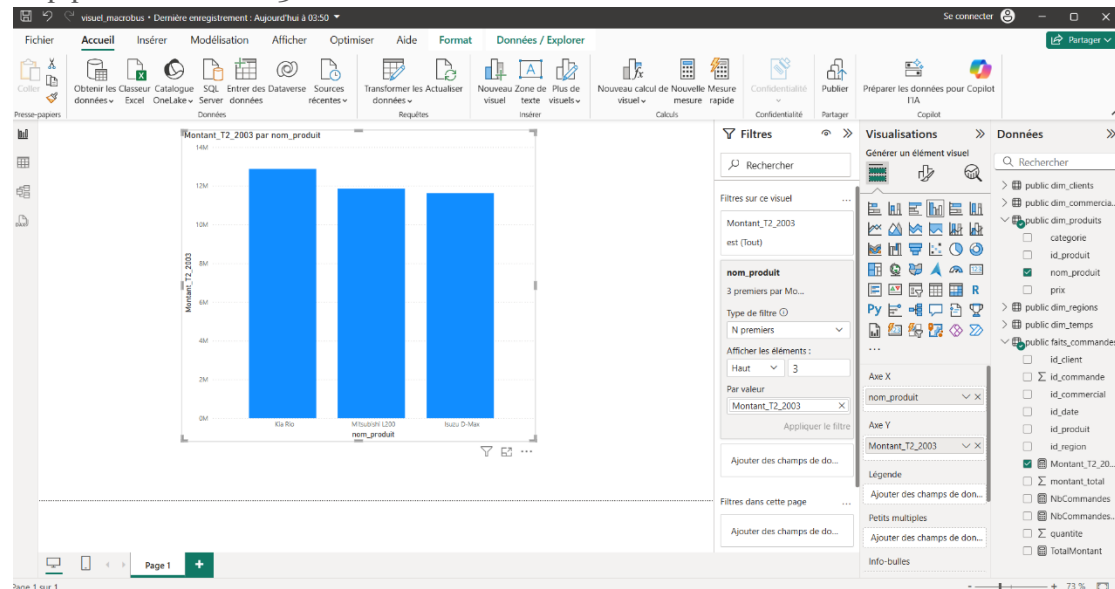 visuel_macrobus • Dernière enregistrement : Aujourd'hui à 03:50
Se connecter
Fichier Accueil Insérer Modélisation Afficher Optimiser Aide Format Données / Explorer
Partager
Coller
Obtenir les données
Classeur Excel
Catalogue OneLake
SQL Server
Entrer des données
Dataverse
Sources récentes
Transformer les données
Actualiser
Nouveau visuel
Zone de texte
Plus de visuels
Nouveau calcul de visuel
Nouvelle mesure
Mesure rapide
Confidentialité
Publier
Préparer les données pour l'IA
Copilot
Presse-papiers
Données
Requêtes
Insérer
Calculs
Confidentialité
Partager
Copilot
Montant_T2_2003 par nom_produit
14M
12M
10M
8M
6M
4M
2M
0M
Montant_T2_2003
Kia Rio
Mitsubishi L200
Isuzu D-Max
nom_produit
Filtres
Rechercher
Filtres sur ce visuel ...
Montant_T2_2003
est (Tout)
nom_produit
3 premiers par Mo...
Type de filtre
N premiers
Afficher les éléments :
Haut 3
Par valeur
Montant_T2_2003
Appliquer le filtre
Ajouter des champs de do...
Filtres dans cette page ...
Ajouter des champs de do...
Visualisations
Générer un élément visuel
R
Py
...
Axe X
nom_produit
Axe Y
Montant_T2_2003
Légende
Ajouter des champs de don...
Petits multiples
Ajouter des champs de don...
Info-bulles
Données
Rechercher
public dim_clients
public dim_commercia...
public dim_produits
categorie
id_produit
nom_produit
prix
public dim_regions
public dim_temps
public faits_commandes
id_client
id_commande
id_commercial
id_date
id_produit
id_region
Montant_T2_20...
montant_total
NbCommandes
NbCommandes...
quantite
TotalMontant
Page 1
Page 1 sur 1
73 %